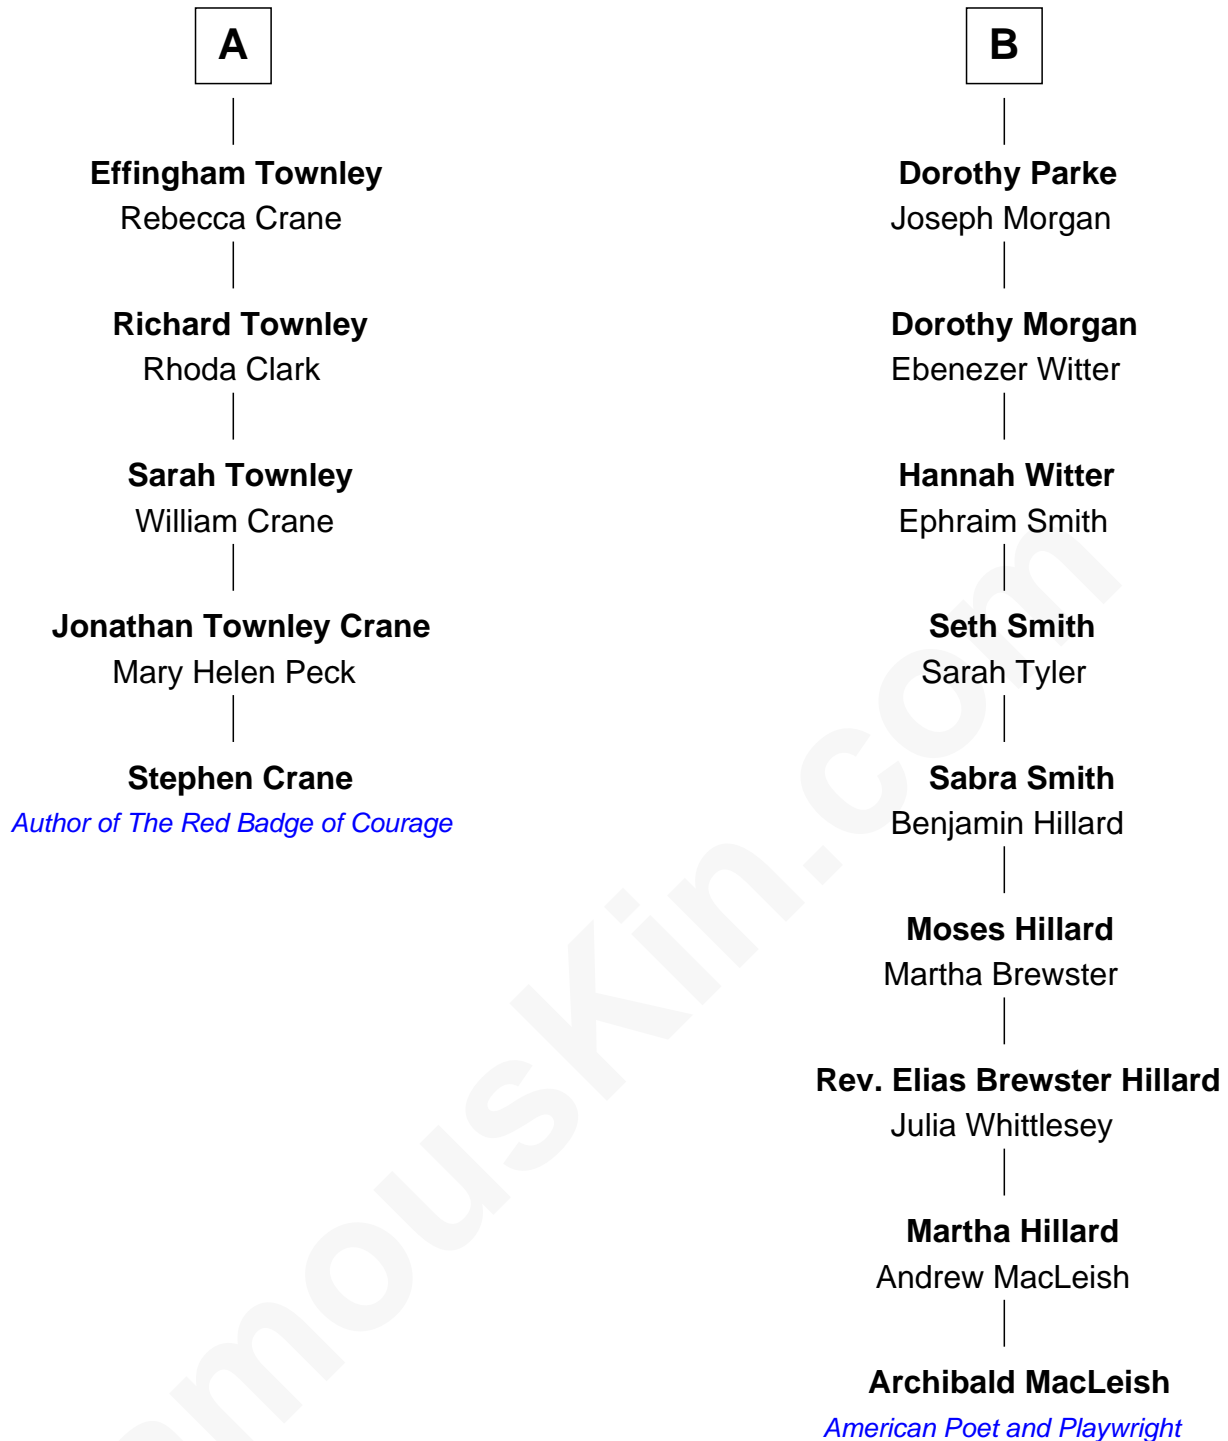 A
Effingham Townley
Rebecca Crane
Richard Townley
Rhoda Clark
Sarah Townley
William Crane
Jonathan Townley Crane
Mary Helen Peck
Stephen Crane
Author of The Red Badge of Courage
B
Dorothy Parke
Joseph Morgan
Dorothy Morgan
Ebenezer Witter
Hannah Witter
Ephraim Smith
Seth Smith
Sarah Tyler
Sabra Smith
Benjamin Hillard
Moses Hillard
Martha Brewster
Rev. Elias Brewster Hillard
Julia Whittlesey
Martha Hillard
Andrew MacLeish
Archibald MacLeish
American Poet and Playwright
amousKin.com